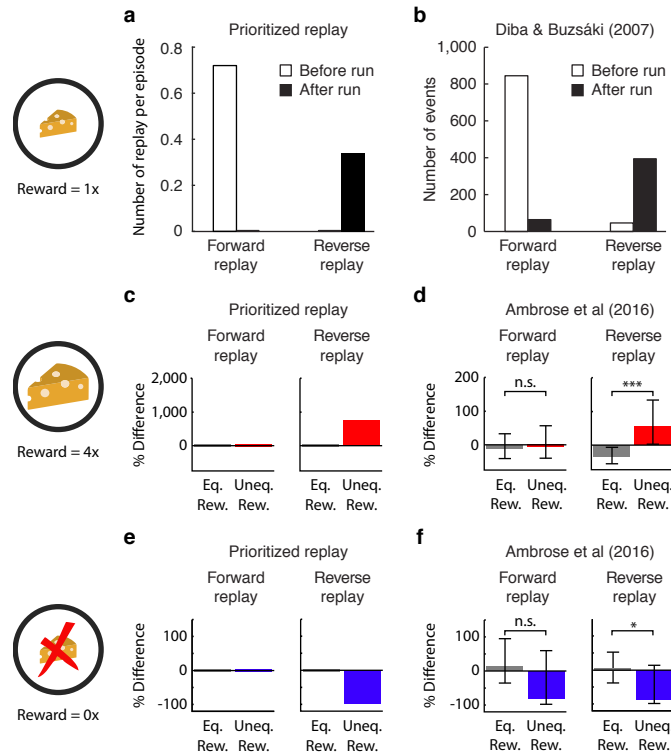 a
Prioritized replay
Number of replay per episode
0.8
0.6
0.4
0.2
0
Before run
After run
Forward
replay
Reverse
replay
b
Diba & Buzsáki (2007)
Number of events
1,000
800
600
400
200
0
Before run
After run
Forward
replay
Reverse
replay
Reward = 1x
c
Prioritized replay
Forward
replay
Reverse
replay
% Difference
2,000
1,000
0
Eq.
Rew.
Uneq.
Rew.
Eq.
Rew.
Uneq.
Rew.
d
Ambrose et al (2016)
Forward
replay
Reverse
replay
% Difference
200
100
0
n.s.
***
Eq.
Rew.
Uneq.
Rew.
Eq.
Rew.
Uneq.
Rew.
Reward = 4x
e
Prioritized replay
Forward
replay
Reverse
replay
% Difference
100
0
-100
Eq.
Rew.
Uneq.
Rew.
Eq.
Rew.
Uneq.
Rew.
f
Ambrose et al (2016)
Forward
replay
Reverse
replay
% Difference
100
0
-100
n.s.
*
Eq.
Rew.
Uneq.
Rew.
Eq.
Rew.
Uneq.
Rew.
Reward = 0x